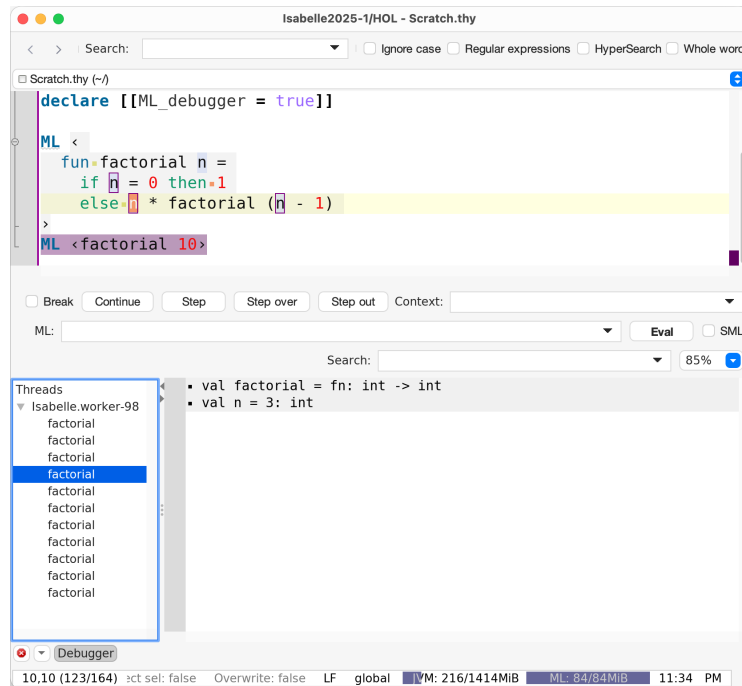 Isabelle2025-1/HOL - Scratch.thy
Search: Ignore case Regular expressions HyperSearch Whole word
Scratch.thy (~/)
declare [[ML_debugger = true]]
ML ‹
fun factorial n =
if n = 0 then 1
else n * factorial (n - 1)
›
ML ‹factorial 10›
Break Continue Step Step over Step out Context:
ML: Eval SML
Search: 85%
Threads
Isabelle.worker-98
factorial
factorial
factorial
factorial
factorial
factorial
factorial
factorial
factorial
factorial
factorial
val factorial = fn: int -> int
val n = 3: int
Debugger
10,10 (123/164) ect sel: false Overwrite: false LF global JVM: 216/1414MiB ML: 84/84MiB 11:34 PM